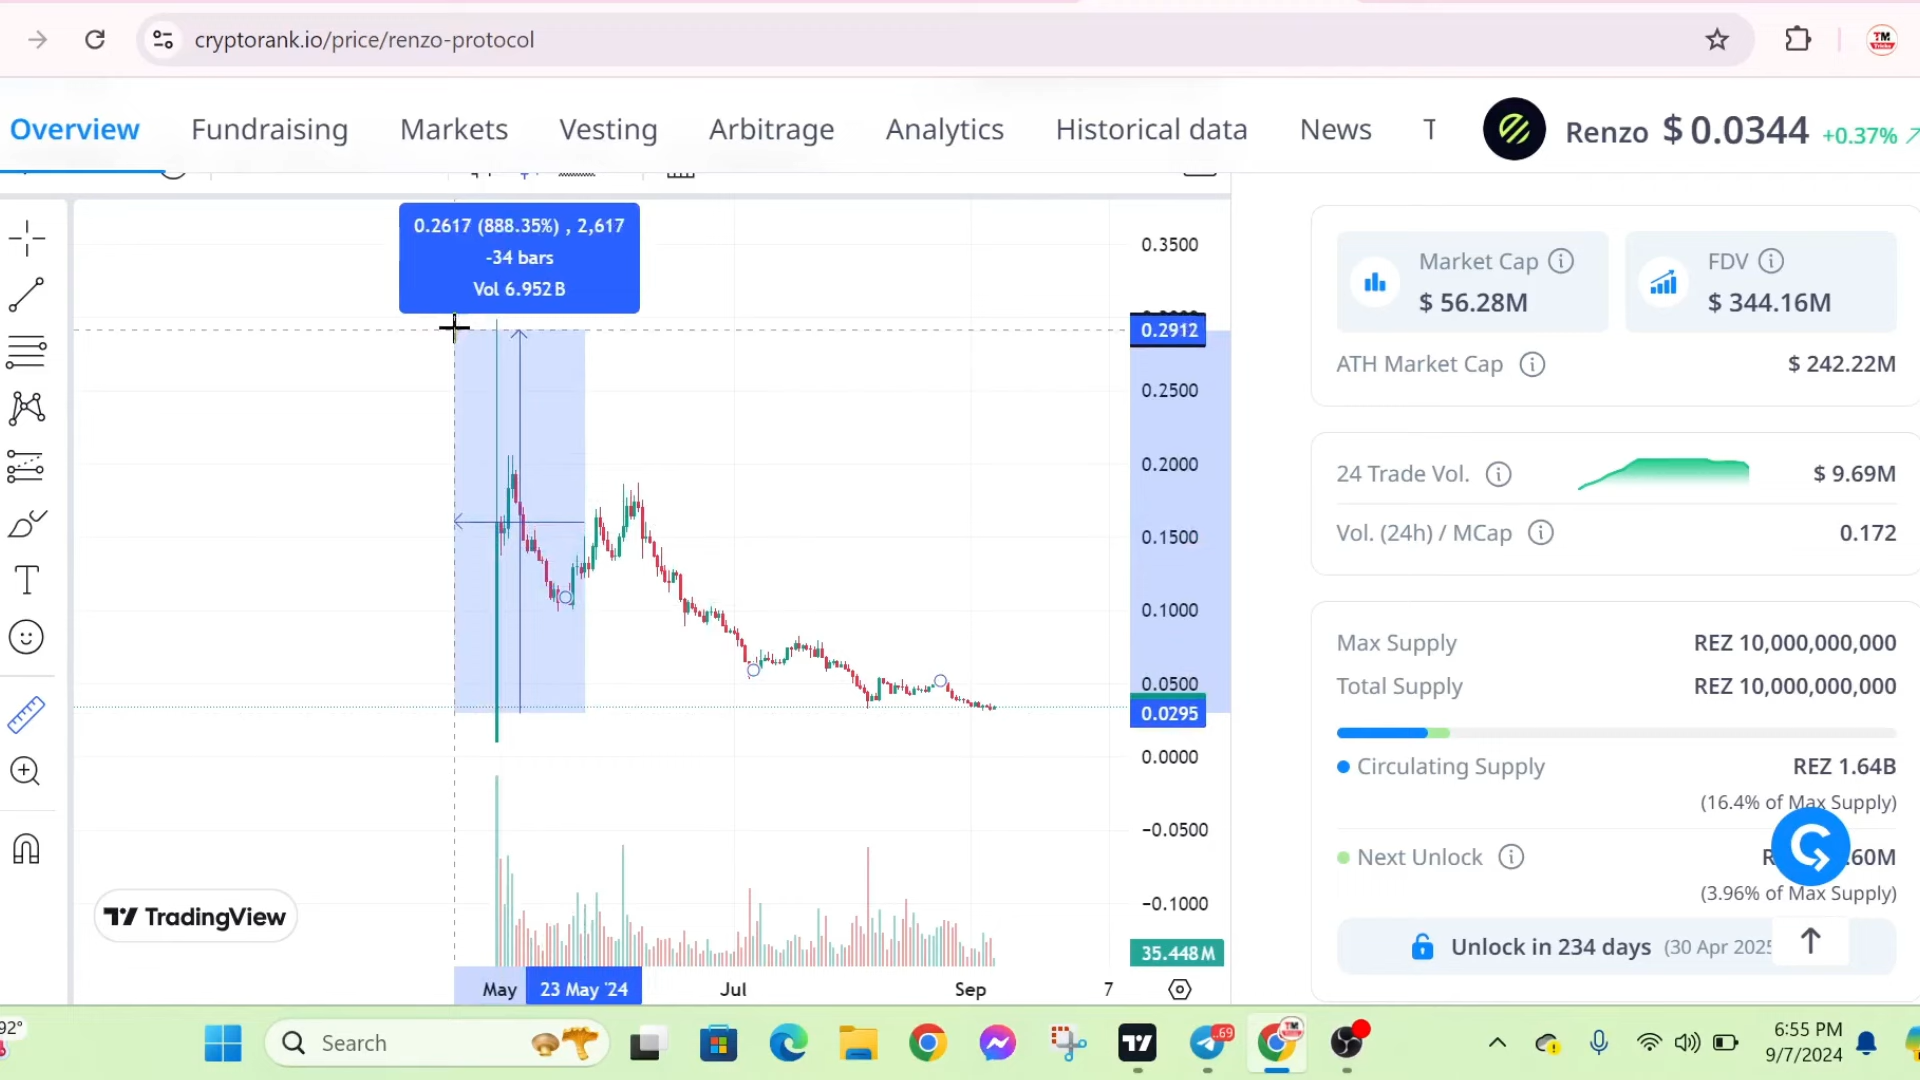 cryptorank.io/price/renzo-protocol
TM
Overview Fundraising Markets Vesting Arbitrage Analytics Historical data News T
Renzo $ 0.0344 +0.37%
0.2617 (888.35%) , 2,617
-34 bars
Vol 6.952 B
0.3500
0.2912
0.2500
0.2000
0.1500
0.1000
0.0500
0.0295
0.0000
−0.0500
−0.1000
35.448 M
TradingView
May 23 May '24 Jul Sep 7
Market Cap
$ 56.28M
FDV
$ 344.16M
ATH Market Cap $ 242.22M
24 Trade Vol. $ 9.69M
Vol. (24h) / MCap 0.172
Max Supply REZ 10,000,000,000
Total Supply REZ 10,000,000,000
Circulating Supply REZ 1.64B
(16.4% of Max Supply)
Next Unlock .60M
(3.96% of Max Supply)
Unlock in 234 days (30 Apr 2025
92°
Search
69
TM
6:55 PM
9/7/2024